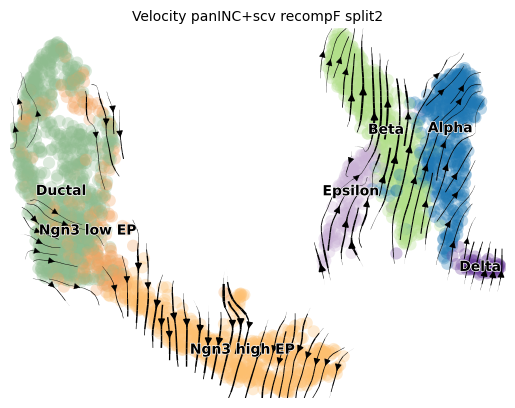 Velocity panINC+scv recompF split2
Beta
Alpha
Ductal
Epsilon
Ngn3 low EP
Delta
Ngn3 high EP